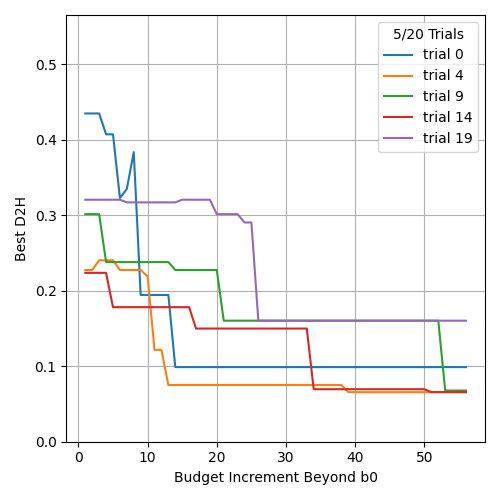 5/20 Trials
trial 0
trial 4
trial 9
trial 14
trial 19
Best D2H
0.5
0.4
0.3
0.2
0.1
0.0
0 10 20 30 40 50
Budget Increment Beyond b0